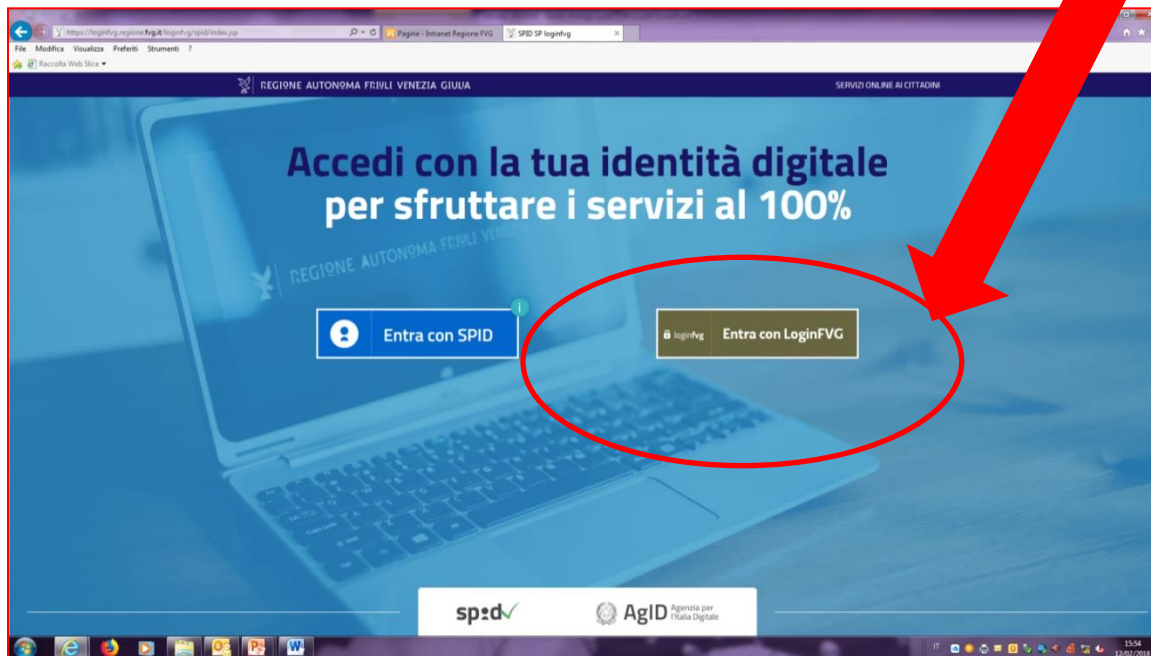 https://loginfvg.regione.fvg.it/loginfvg/spid/index.jsp
Pagine - Intranet Regione FVG
SPID SP loginfvg
File Modifica Visualizza Preferiti Strumenti ?
Raccolta Web Slice
REGIONE AUTONOMA FRIULI VENEZIA GIULIA
SERVIZI ONLINE AI CITTADINI
Accedi con la tua identità digitale
per sfruttare i servizi al 100%
REGIONE AUTONOMA FRIULI
Entra con SPID
i
loginfvg
Entra con LoginFVG
spid
AgID Agenzia per
l'Italia Digitale
IT
15:54
12/02/2018